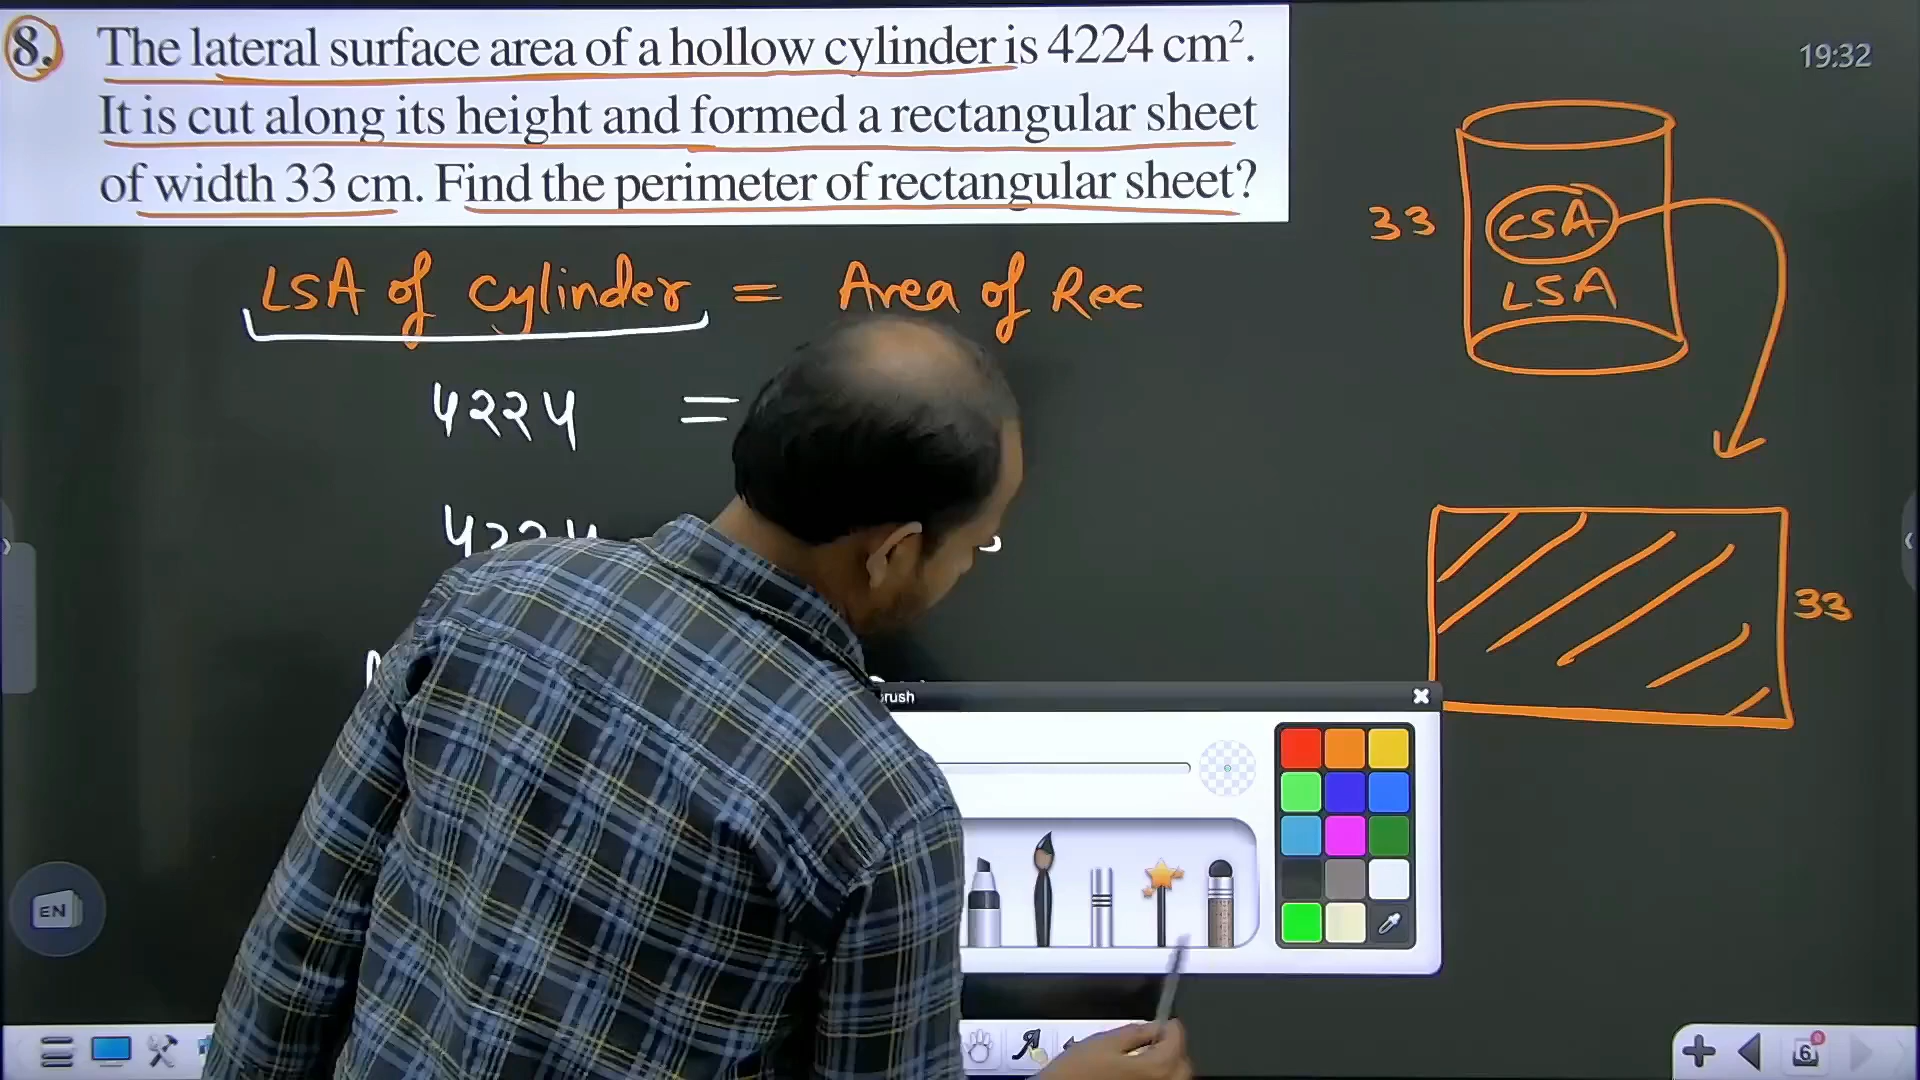 8. The lateral surface area of a hollow cylinder is 4224 cm².
It is cut along its height and formed a rectangular sheet
of width 33 cm. Find the perimeter of rectangular sheet?
19:32
33
CSA
LSA
LSA of Cylinder = Area of Rec
4224 =
4224
33
EN
6